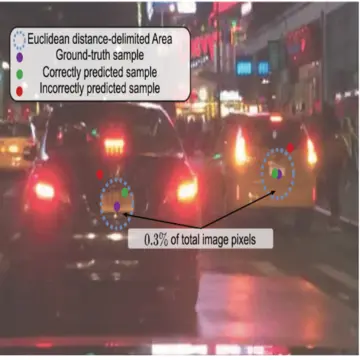 Euclidean distance-delimited Area
Ground-truth sample
Correctly predicted sample
Incorrectly predicted sample
0.3% of total image pixels